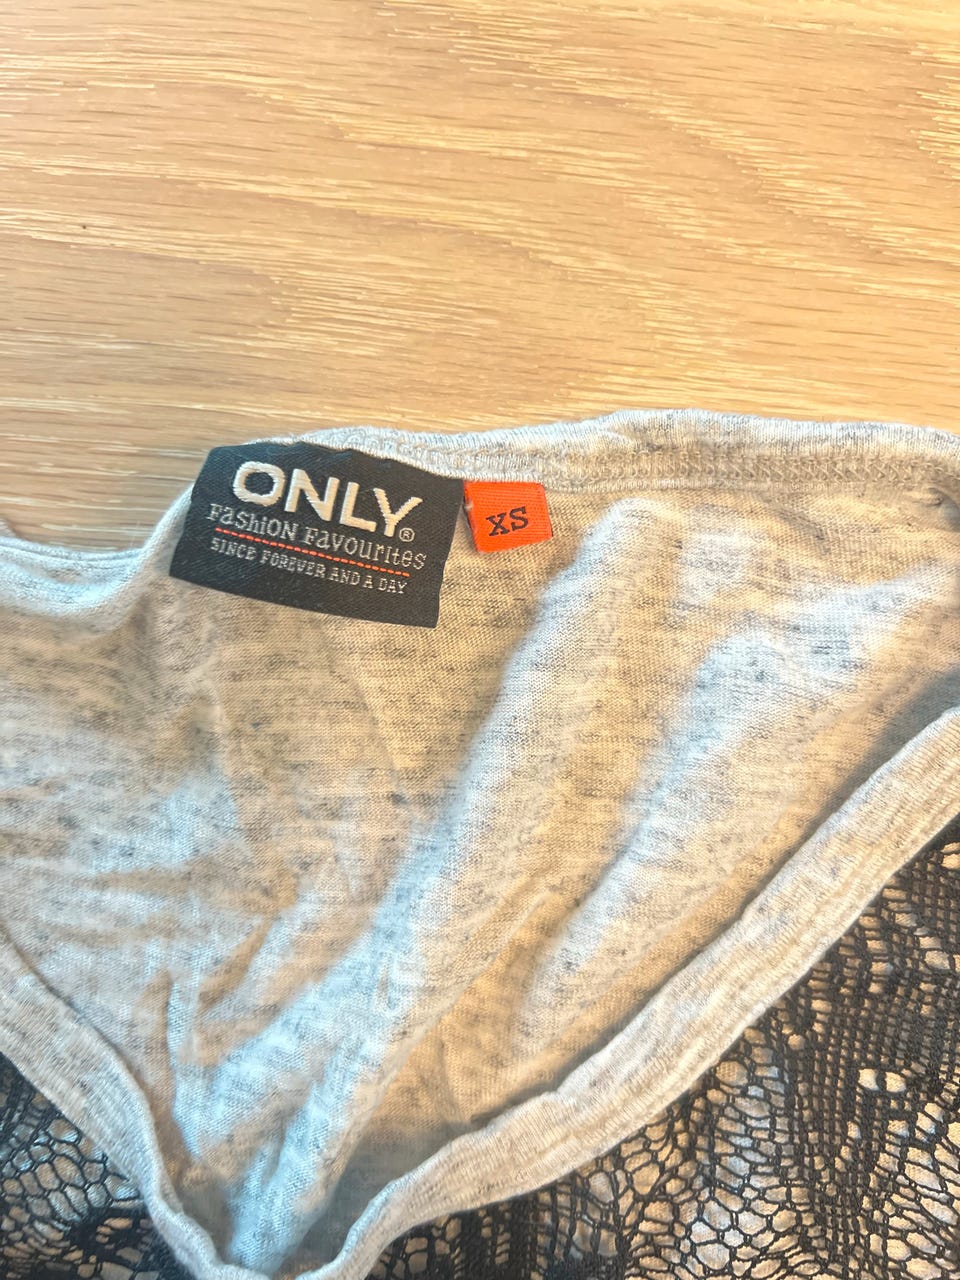 ONLY®
Fashion Favourites
SINCE FOREVER AND A DAY
XS